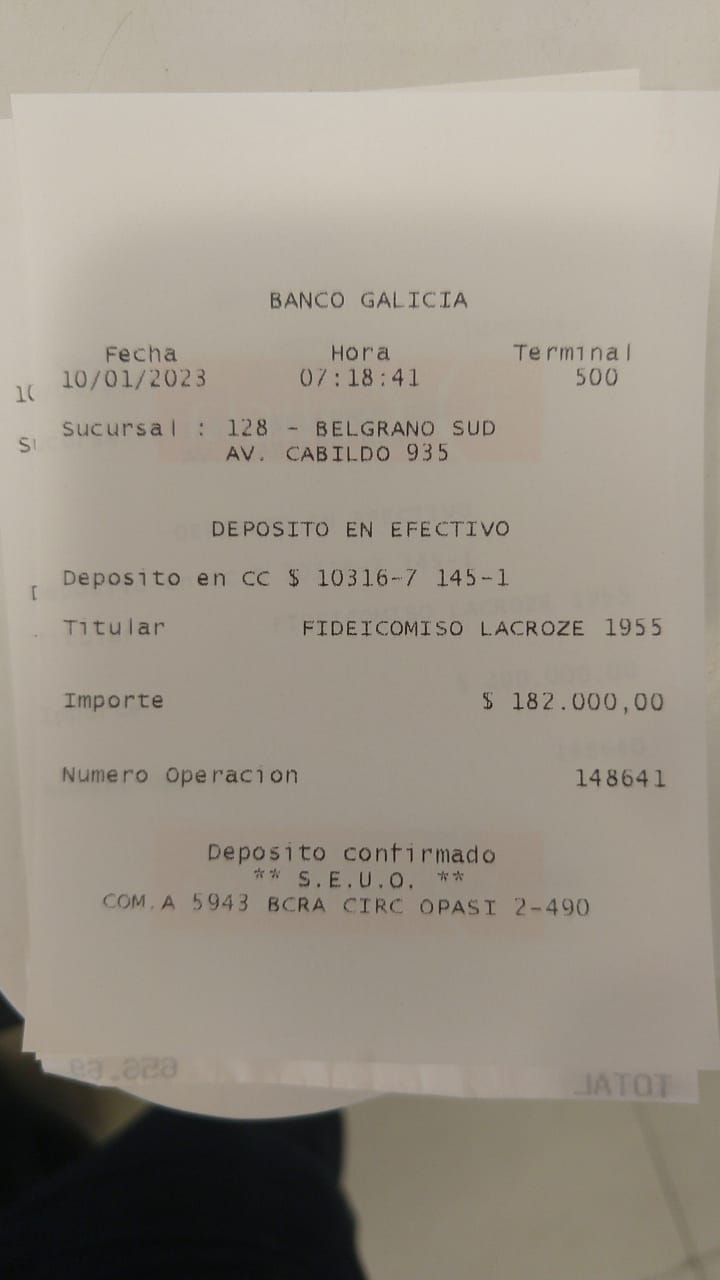 BANCO GALICIA
Fecha Hora Terminal
10/01/2023 07:18:41 500
Sucursal : 128 - BELGRANO SUD
AV. CABILDO 935
DEPOSITO EN EFECTIVO
Deposito en CC $ 10316-7 145-1
Titular FIDEICOMISO LACROZE 1955
Importe $ 182.000,00
Numero Operacion 148641
Deposito confirmado
** S.E.U.O. **
COM.A 5943 BCRA CIRC OPASI 2-490
TOTAL